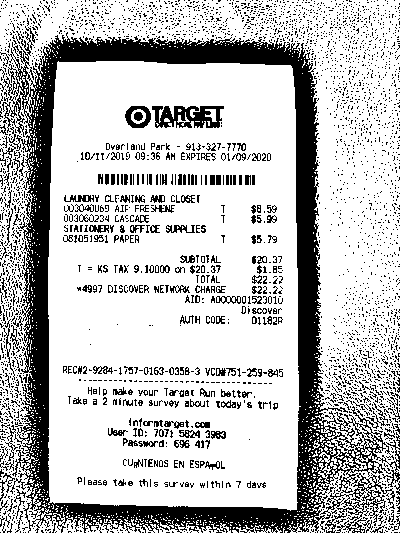 TARGET
Overland Park - 913-327-7770
10/11/2019 09:36 AM EXPIRES 01/09/2020
LAUNDRY CLEANING AND CLOSET
003040069 AIR FRESHENE T $8.59
003060234 CASCADE T $5.99
STATIONERY & OFFICE SUPPLIES
081051951 PAPER T $5.79
SUBTOTAL $20.37
T = KS TAX 9.10000 on $20.37 $1.85
TOTAL $22.22
*4997 DISCOVER NETWORK CHARGE $22.22
AID: A0000001523010
Discover
AUTH CODE: 01182R
REC#2-9284-1757-0163-0358-3 VCD#751-259-845
Help make your Target Run better.
Take a 2 minute survey about today's trip
informtarget.com
User ID: 7071 5824 3983
Password: 696 417
CUéNTENOS EN ESPAñOL
Please take this survey within 7 days